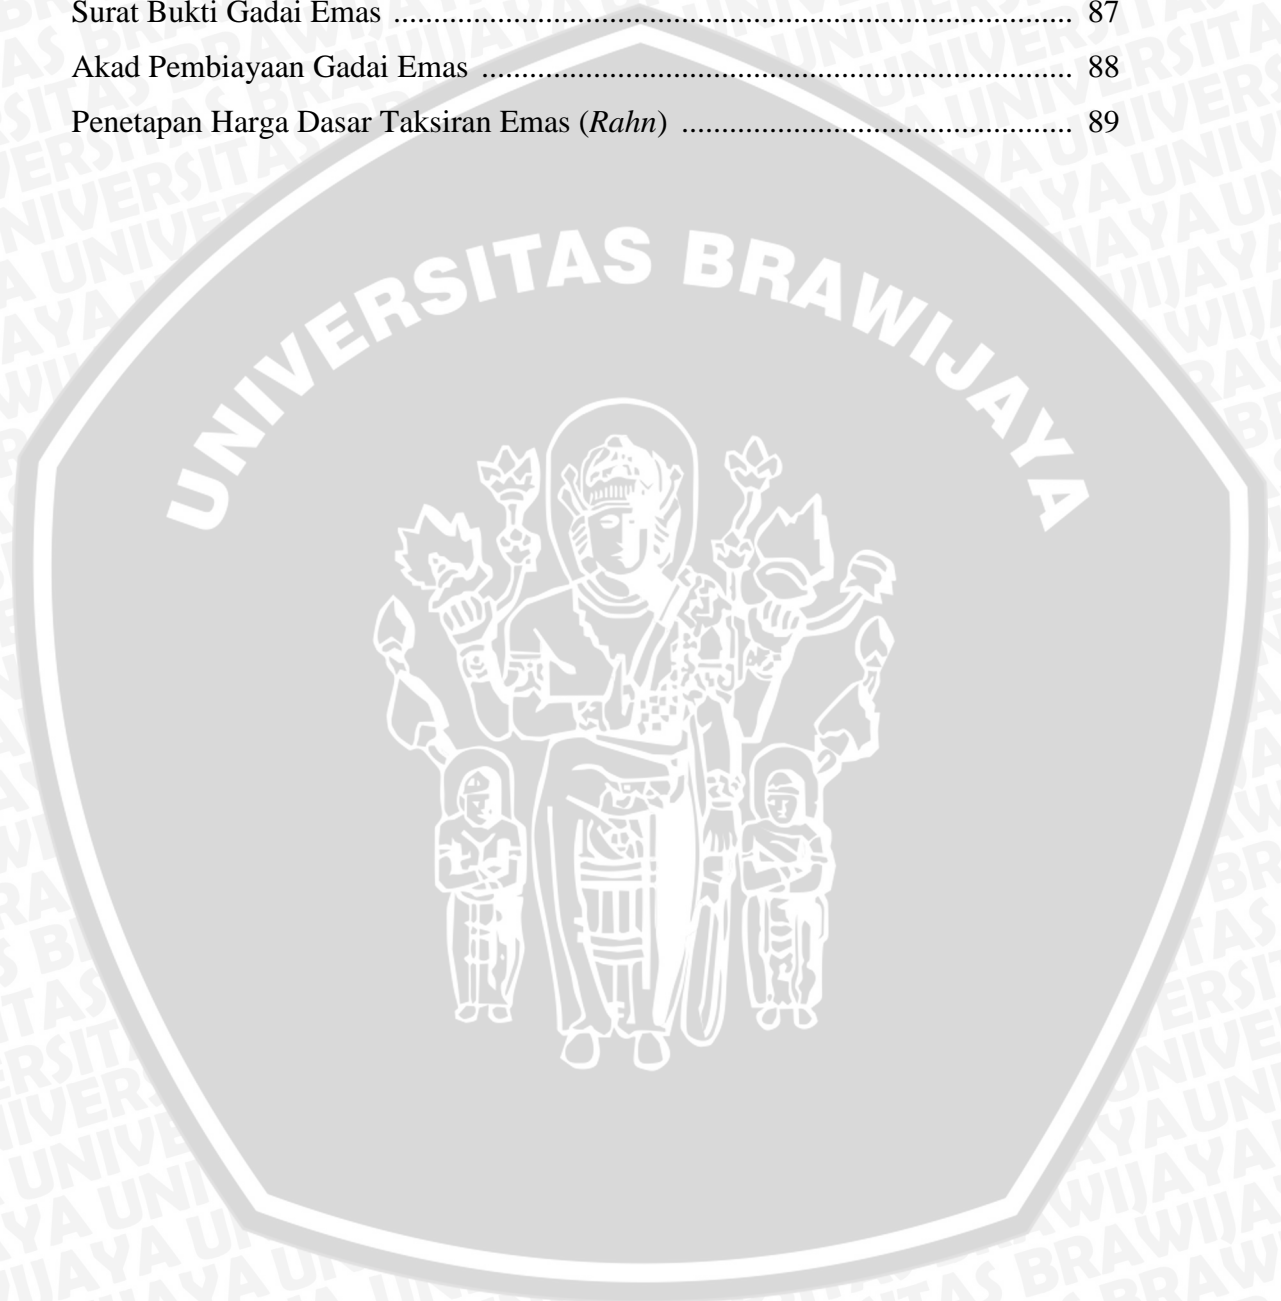 Surat Bukti Gadai Emas ..................................................................................... 87
Akad Pembiayaan Gadai Emas .......................................................................... 88
Penetapan Harga Dasar Taksiran Emas (Rahn) ................................................. 89
UNIVERSITAS BRAWIJAYA